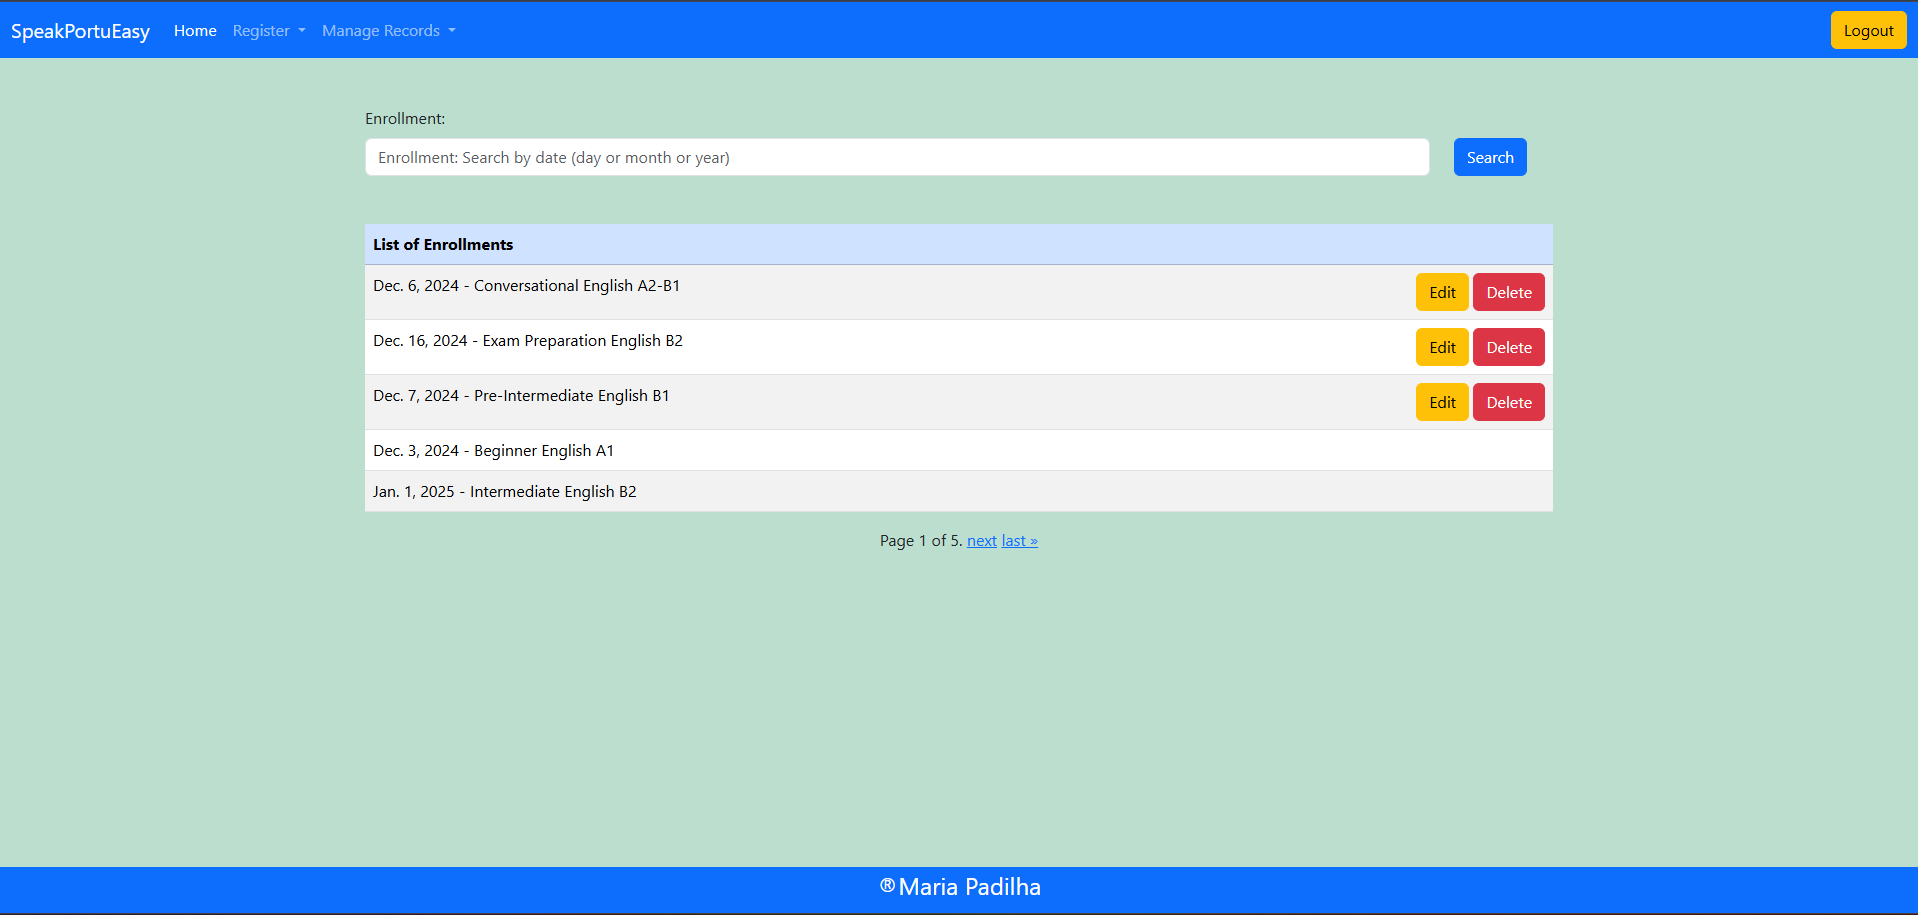 SpeakPortuEasy Home Register Manage Records Logout
Enrollment:
Enrollment: Search by date (day or month or year) Search
List of Enrollments
Dec. 6, 2024 - Conversational English A2-B1 Edit Delete
Dec. 16, 2024 - Exam Preparation English B2 Edit Delete
Dec. 7, 2024 - Pre-Intermediate English B1 Edit Delete
Dec. 3, 2024 - Beginner English A1
Jan. 1, 2025 - Intermediate English B2
Page 1 of 5. next last »
®Maria Padilha